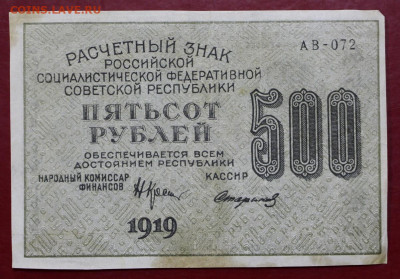 COINS.LENIN.RU
РАСЧЕТНЫЙ ЗНАК
АВ-072
РОССИЙСКОЙ
СОЦИАЛИСТИЧЕСКОЙ ФЕДЕРАТИВНОЙ
СОВЕТСКОЙ РЕСПУБЛИКИ
ПЯТЬСОТ
РУБЛЕЙ
500
ОБЕСПЕЧИВАЕТСЯ ВСЕМ
ДОСТОЯНИЕМ РЕСПУБЛИКИ
НАРОДНЫЙ КОМИССАР
ФИНАНСОВ
КАССИР
1919